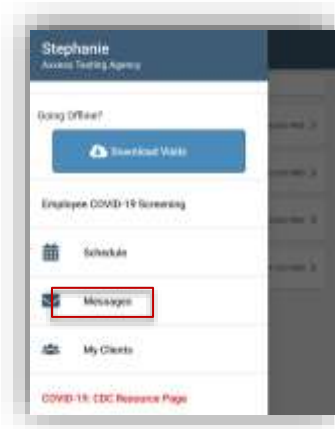 Stephanie
Access Testing Agency
Going Offline?
Download Visits
Employee COVID-19 Screening
Schedule
Messages
My Clients
COVID-19: CDC Resource Page